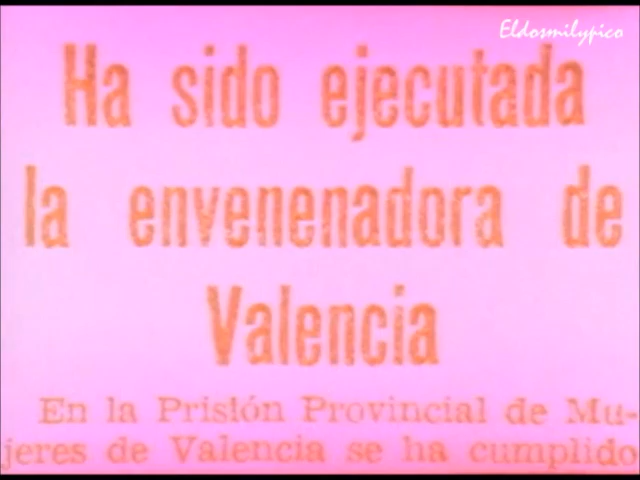 Eldosmilypico
Ha sido ejecutada
la envenenadora de
Valencia
En la Prisión Provincial de Mu-
jeres de Valencia se ha cumplido